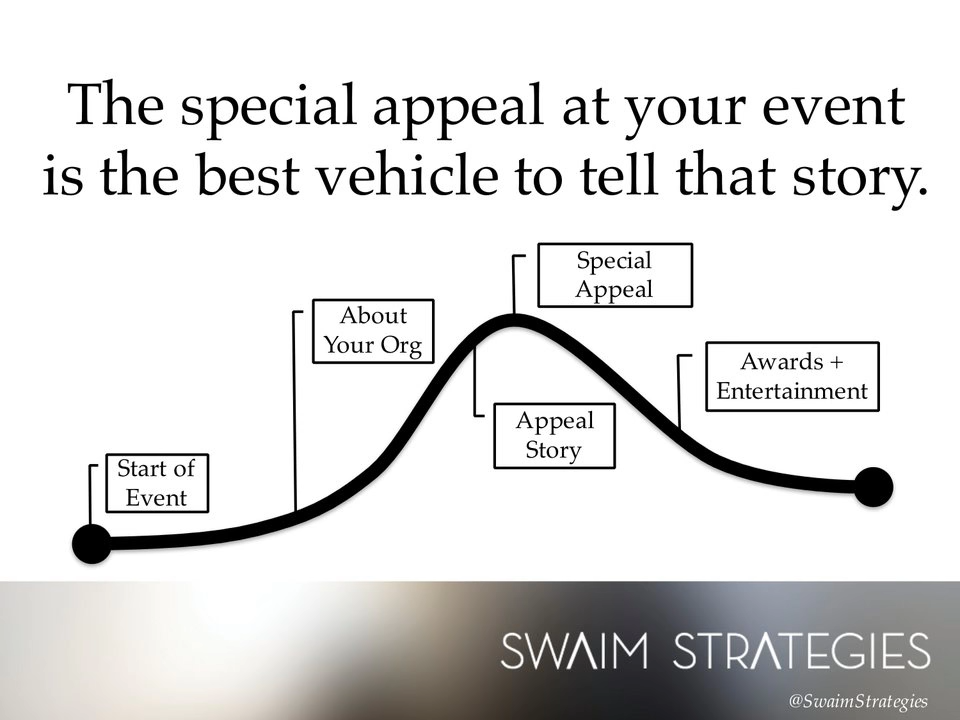 The special appeal at your event
is the best vehicle to tell that story.
Special
Appeal
About
Your Org
Awards +
Entertainment
Appeal
Story
Start of
Event
SWAIM STRATEGIES
@SwaimStrategies